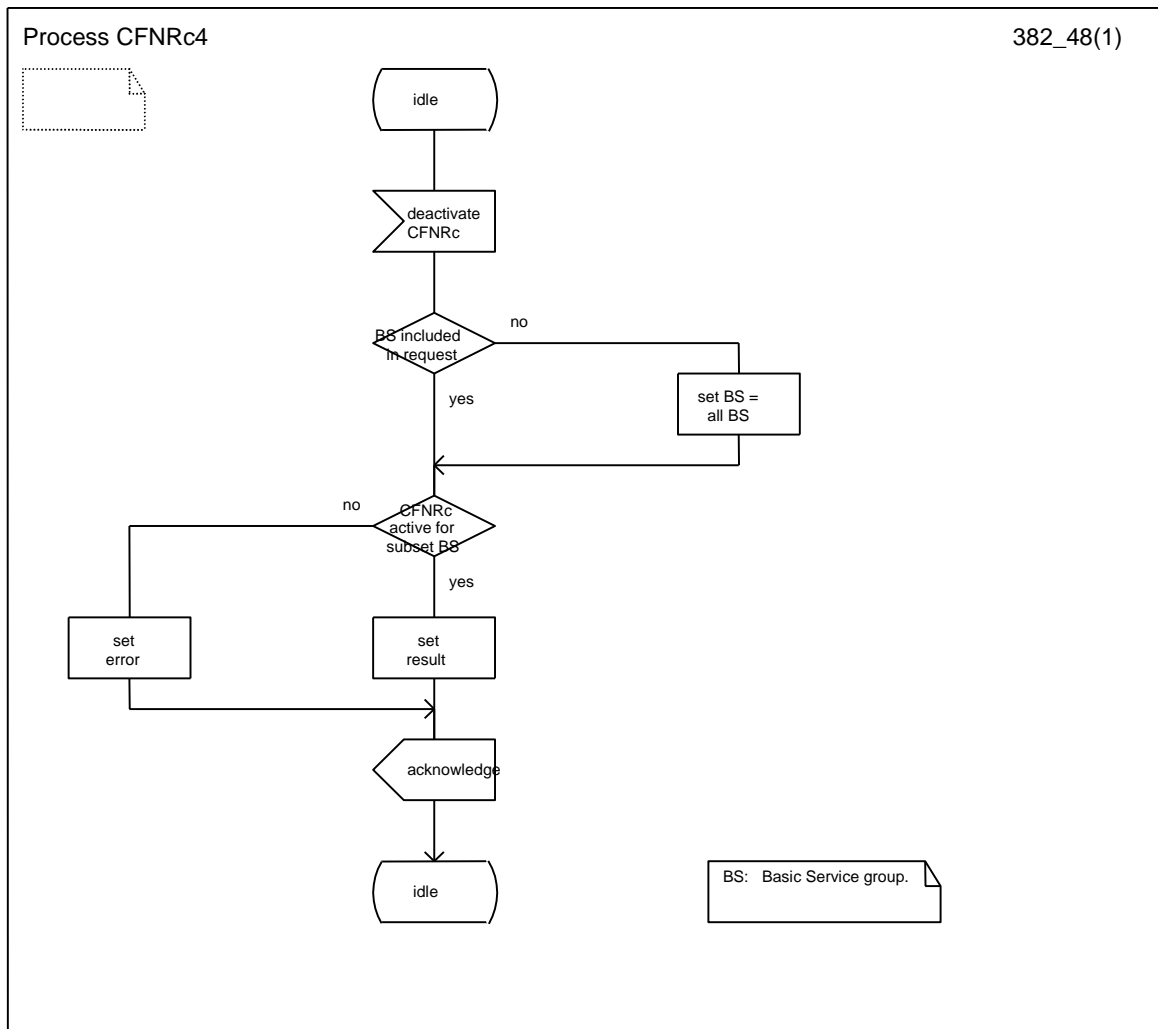 Process CFNRc4
382_48(1)
idle
deactivate
CFNRc
BS included
in request
no
yes
set BS =
all BS
no
CFNRc
active for
subset BS
yes
set
error
set
result
acknowledge
idle
BS: Basic Service group.